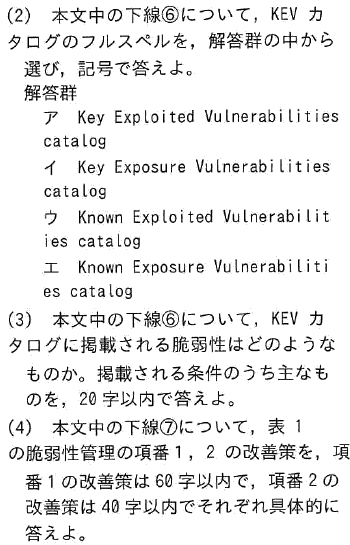 (2) 本文中の下線⑥について，KEV カ
タログのフルスペルを，解答群の中から
選び，記号で答えよ。
解答群
ア Key Exploited Vulnerabilities
catalog
イ Key Exposure Vulnerabilities
catalog
ウ Known Exploited Vulnerabilit
ies catalog
エ Known Exposure Vulnerabiliti
es catalog
(3) 本文中の下線⑥について，KEV カ
タログに掲載される脆弱性はどのような
ものか。掲載される条件のうち主なも
のを，20 字以内で答えよ。
(4) 本文中の下線⑦について，表 1
の脆弱性管理の項番 1，2 の改善策を，項
番 1 の改善策は 60 字以内で，項番 2 の
改善策は 40 字以内でそれぞれ具体的に
答えよ。